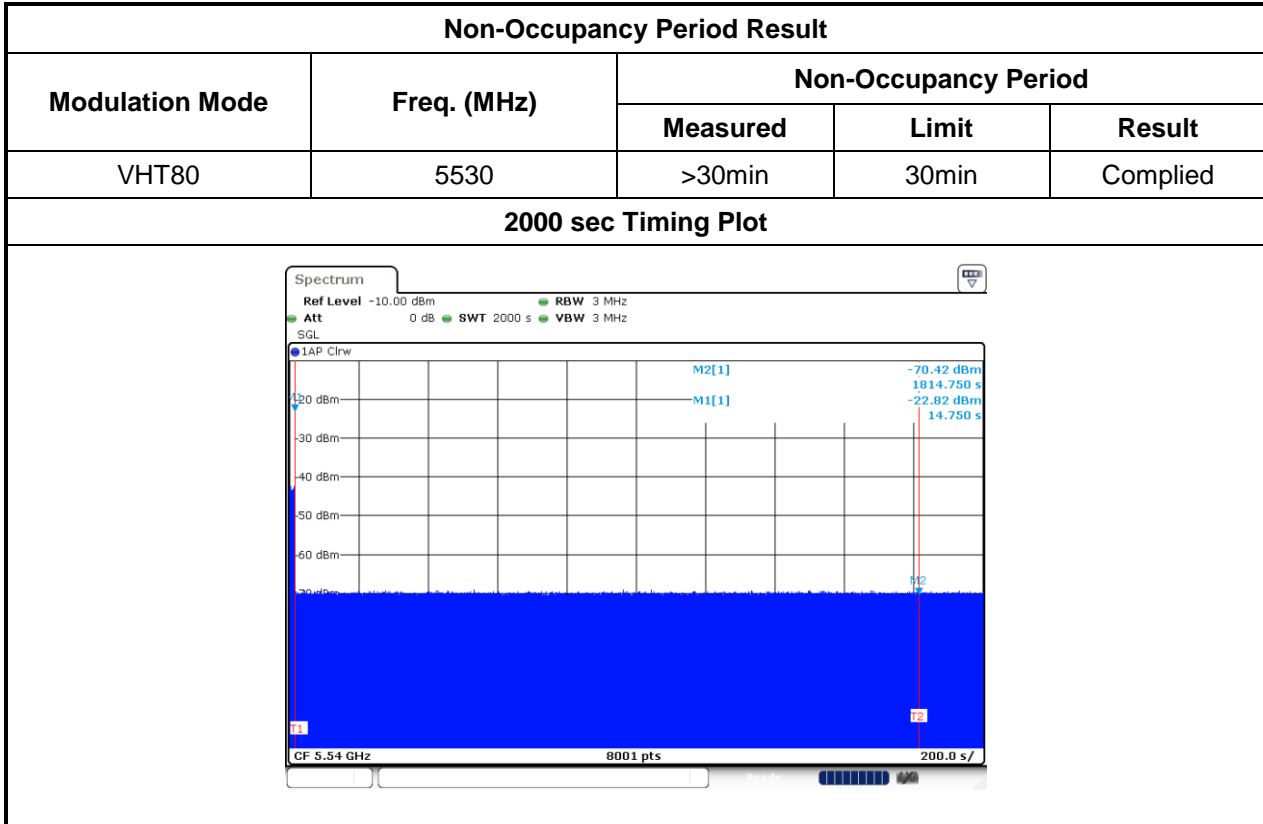 Non-Occupancy Period Result
Modulation Mode
Freq. (MHz)
Non-Occupancy Period
Measured
Limit
Result
VHT80
5530
>30min
30min
Complied
2000 sec Timing Plot
Spectrum
Ref Level -10.00 dBm
RBW 3 MHz
Att 0 dB
SWT 2000 s
VBW 3 MHz
SGL
1AP Clrw
M2[1] -70.42 dBm
1814.750 s
M1[1] -22.82 dBm
14.750 s
-20 dBm
-30 dBm
-40 dBm
-50 dBm
-60 dBm
M2
-70 dBm
T2
T1
CF 5.54 GHz
8001 pts
200.0 s/
Ready